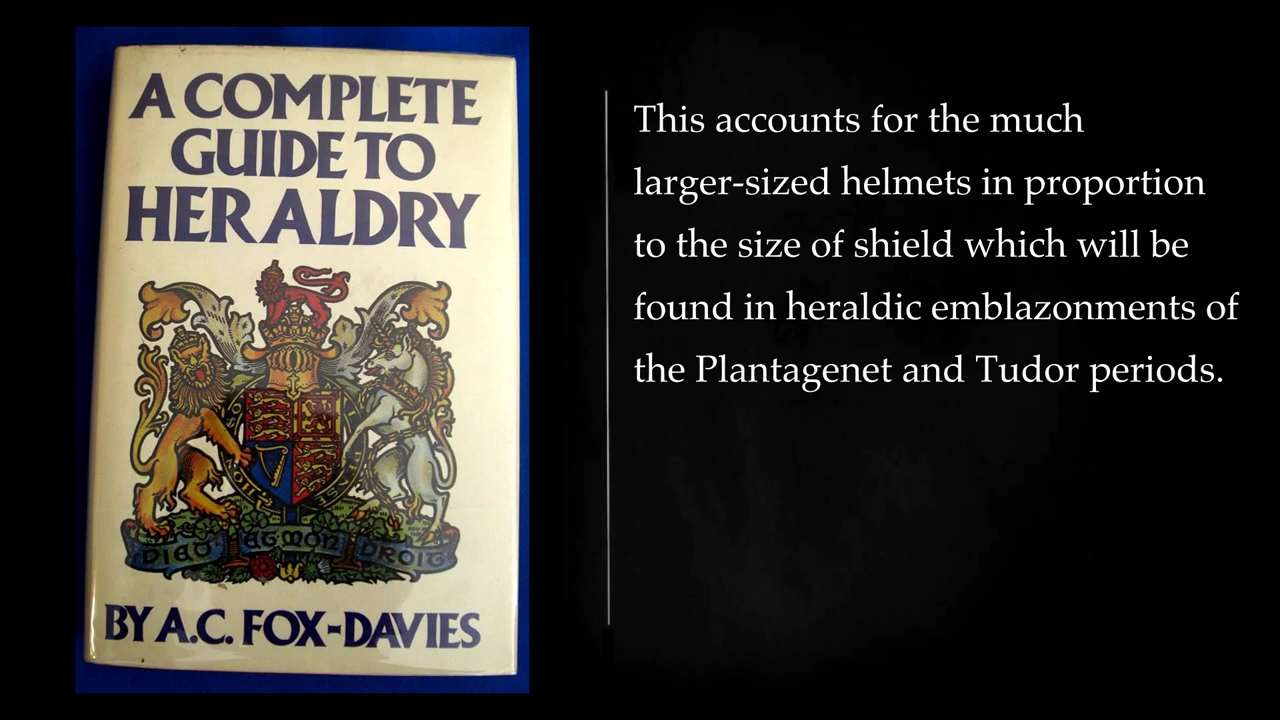 A COMPLETE
GUIDE TO
HERALDRY
DIEU ET MON DROIT
BY A.C. FOX-DAVIES
This accounts for the much
larger-sized helmets in proportion
to the size of shield which will be
found in heraldic emblazonments of
the Plantagenet and Tudor periods.